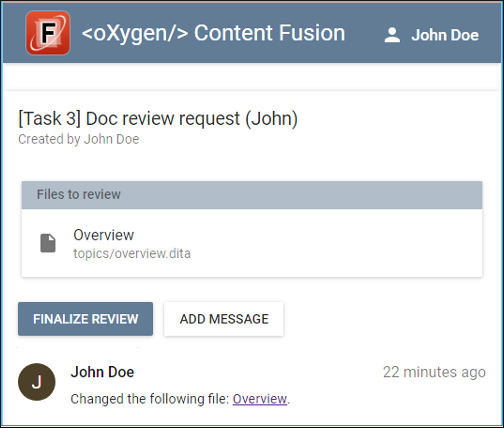 F <oXygen/> Content Fusion John Doe
[Task 3] Doc review request (John)
Created by John Doe
Files to review
Overview
topics/overview.dita
FINALIZE REVIEW ADD MESSAGE
J John Doe 22 minutes ago
Changed the following file: Overview.